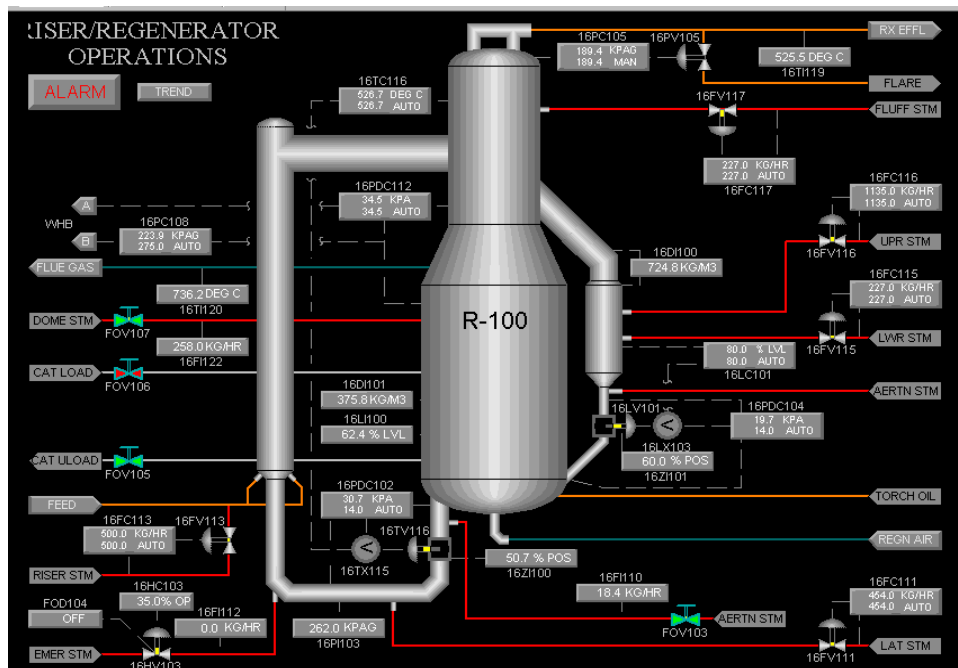 RISER/REGENERATOR
OPERATIONS
ALARM
TREND
16PC105
189.4 KPAG
189.4 MAN
16PV105
RX EFFL
525.5 DEG C
16TI119
FLARE
16TC116
526.7 DEG C
526.7 AUTO
16FV117
FLUFF STM
227.0 KG/HR
227.0 AUTO
16FC117
16FC116
1135.0 KG/HR
1135.0 AUTO
16PDC112
34.5 KPA
34.5 AUTO
A
WHB
16PC108
B
223.9 KPAG
275.0 AUTO
UPR STM
16FV116
16DI100
724.8 KG/M3
FLUE GAS
16FC115
227.0 KG/HR
227.0 AUTO
736.2 DEG C
16TI120
R-100
DOME STM
FOV107
LWR STM
16FV115
258.0 KG/HR
16FI122
80.0 % LVL
80.0 AUTO
16LC101
CAT LOAD
FOV106
16DI101
375.8 KG/M3
AERTN STM
16LV101
16PDC104
19.7 KPA
14.0 AUTO
16LI100
62.4 % LVL
<
16LX103
60.0 % POS
16ZI101
CAT ULOAD
FOV105
16PDC102
30.7 KPA
14.0 AUTO
TORCH OIL
FEED
16FC113
500.0 KG/HR
500.0 AUTO
16FV113
16TV116
<
16TX115
REGN AIR
50.7 % POS
16ZI100
RISER STM
16HC103
35.0% OP
16FI110
18.4 KG/HR
16FC111
454.0 KG/HR
454.0 AUTO
FOD104
OFF
16FI112
0.0 KG/HR
262.0 KPAG
16PI103
FOV103
AERTN STM
EMER STM
16HV103
16FV111
LAT STM